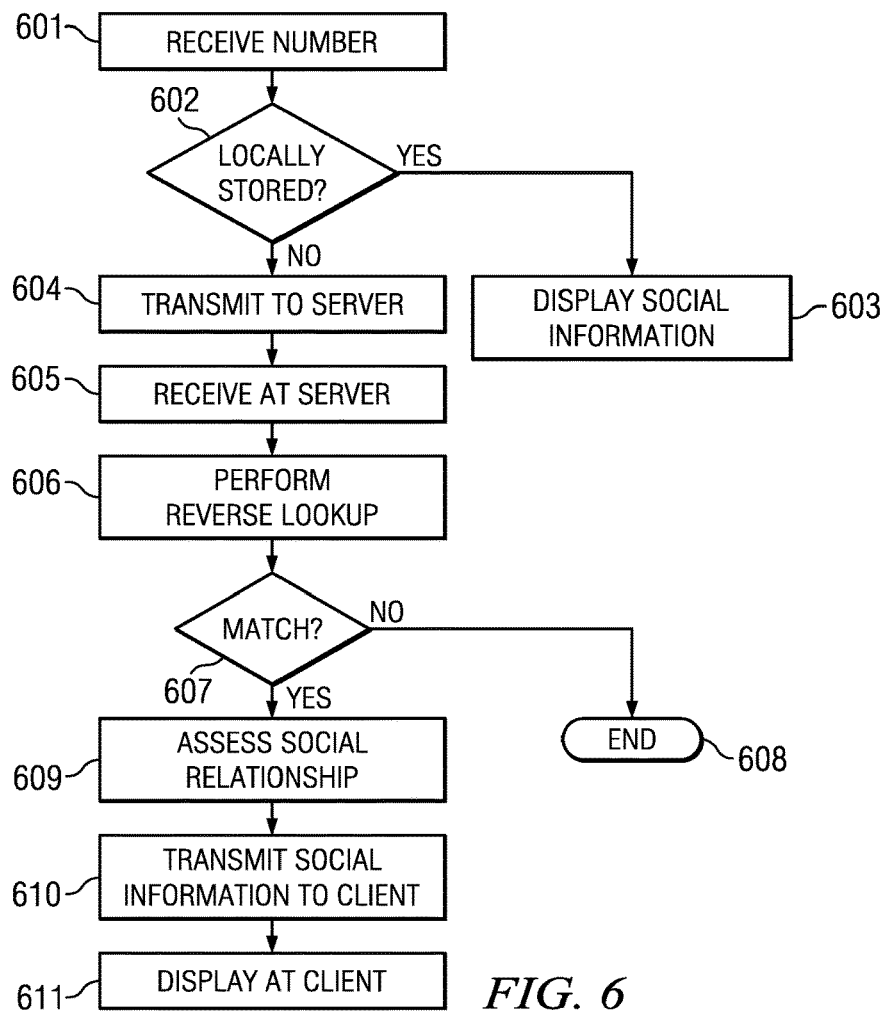 601
RECEIVE NUMBER
602
LOCALLY
STORED?
YES
NO
604
TRANSMIT TO SERVER
DISPLAY SOCIAL
INFORMATION
603
605
RECEIVE AT SERVER
606
PERFORM
REVERSE LOOKUP
MATCH?
NO
607
YES
609
ASSESS SOCIAL
RELATIONSHIP
END
608
610
TRANSMIT SOCIAL
INFORMATION TO CLIENT
611
DISPLAY AT CLIENT
FIG. 6